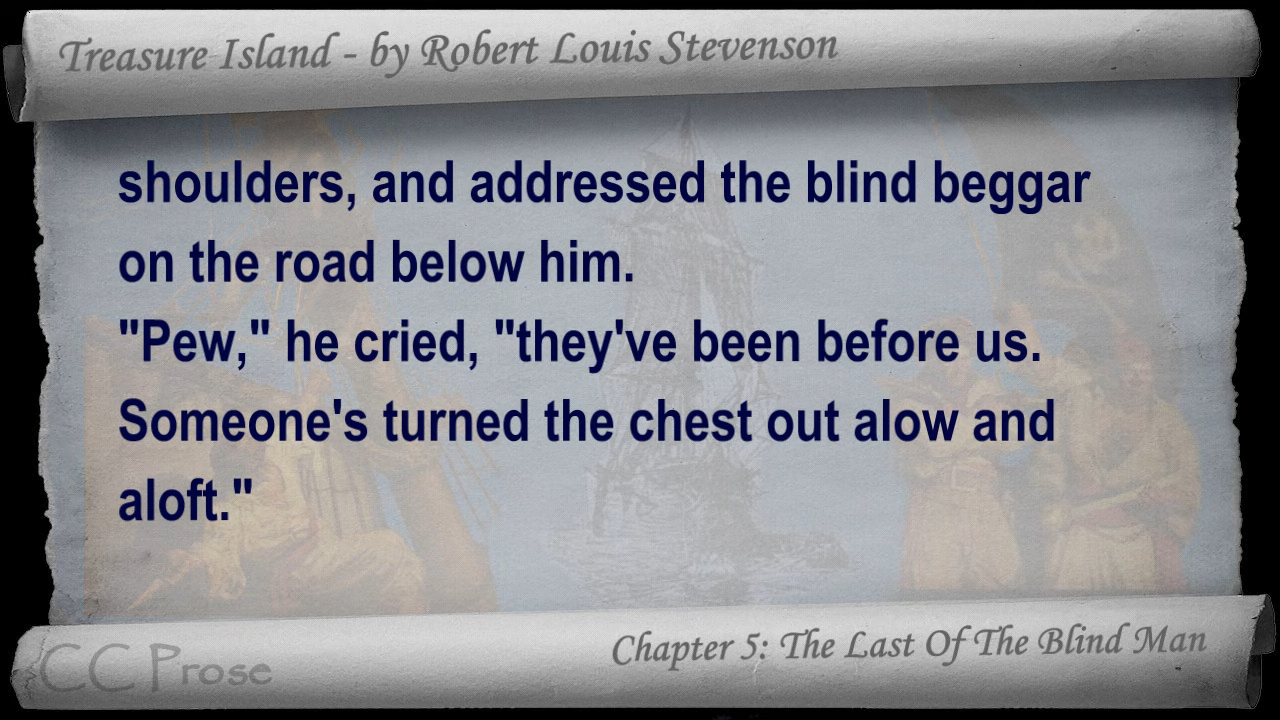 Treasure Island - by Robert Louis Stevenson
shoulders, and addressed the blind beggar
on the road below him.
"Pew," he cried, "they've been before us.
Someone's turned the chest out alow and
aloft."
Chapter 5: The Last Of The Blind Man
CC Prose